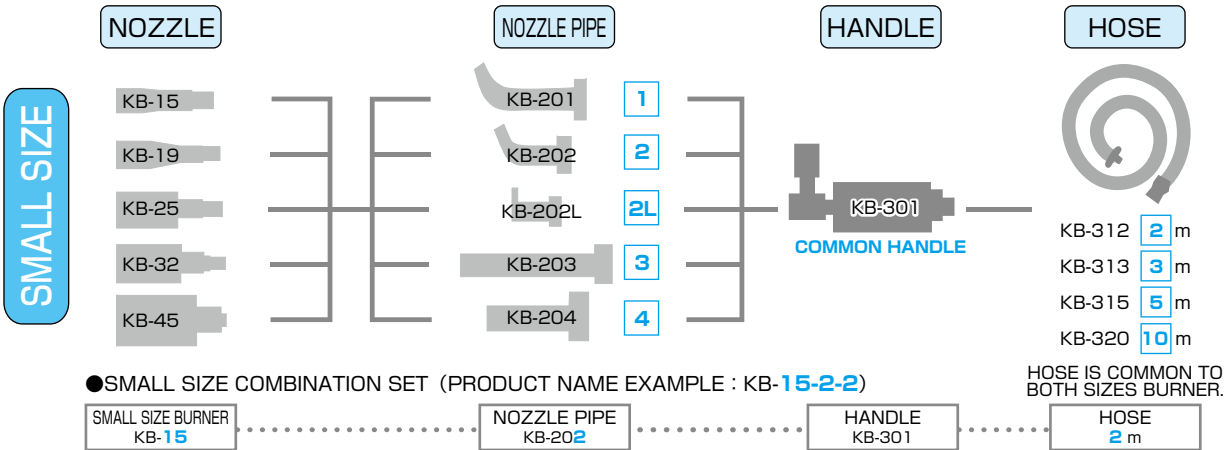 NOZZLE
NOZZLE PIPE
HANDLE
HOSE
SMALL SIZE
KB-15
KB-19
KB-25
KB-32
KB-45
KB-201 1
KB-202 2
KB-202L 2L
KB-203 3
KB-204 4
KB-301
COMMON HANDLE
KB-312 2 m
KB-313 3 m
KB-315 5 m
KB-320 10 m
HOSE IS COMMON TO
BOTH SIZES BURNER.
●SMALL SIZE COMBINATION SET（PRODUCT NAME EXAMPLE：KB-15-2-2）
SMALL SIZE BURNER
KB-15
NOZZLE PIPE
KB-202
HANDLE
KB-301
HOSE
2 m